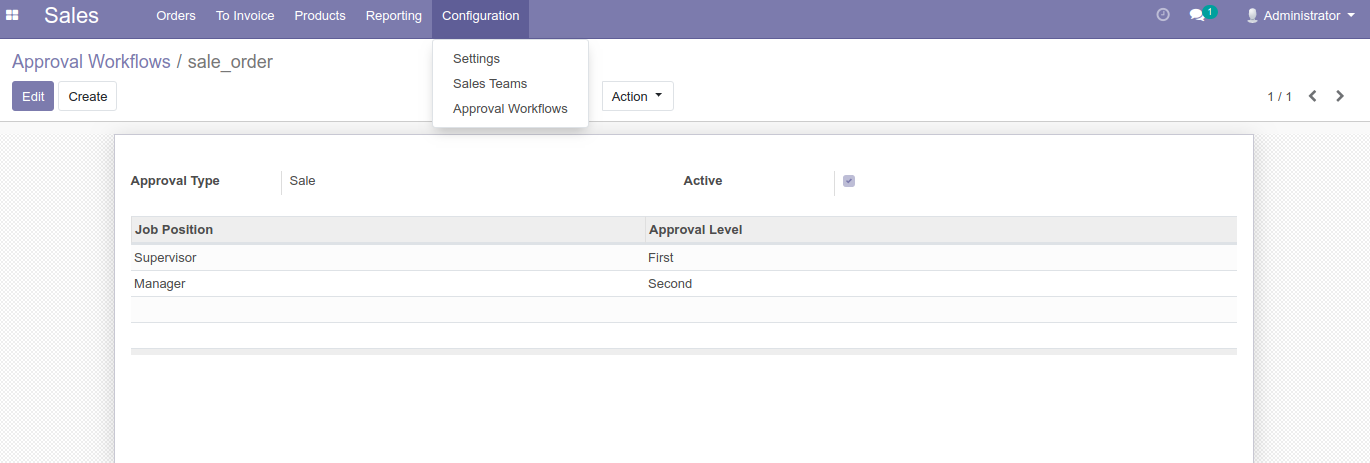 Sales Orders To Invoice Products Reporting Configuration 1 Administrator
Approval Workflows / sale_order
Settings
Sales Teams
Approval Workflows
Edit Create Action 1 / 1
Approval Type Sale Active
Job Position Approval Level
Supervisor First
Manager Second